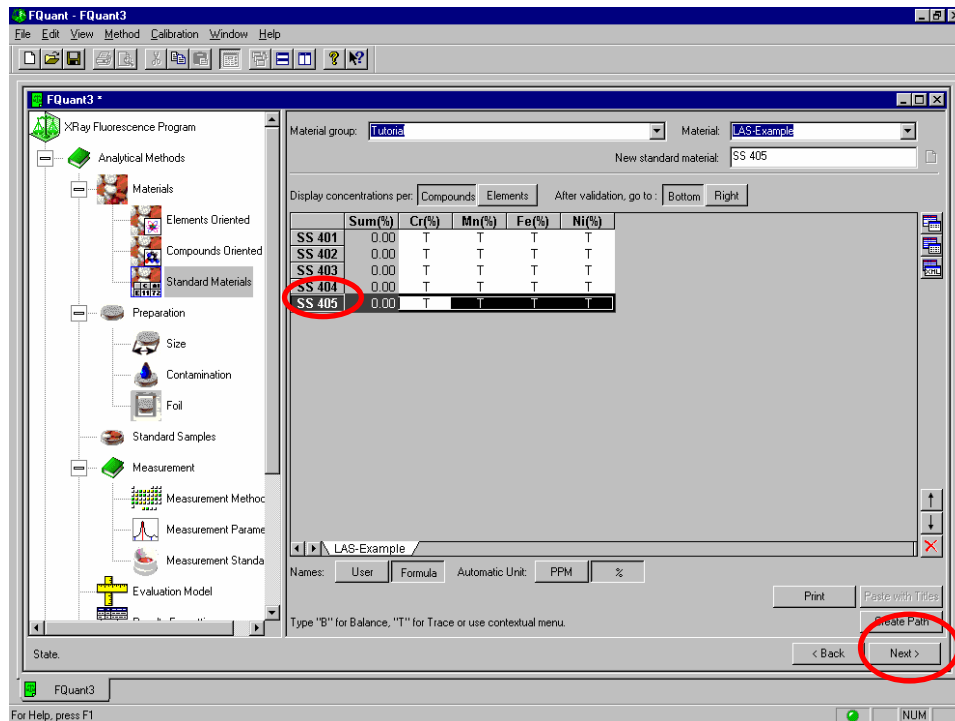 FQuant - FQuant3
File Edit View Method Calibration Window Help
FQuant3 *
XRay Fluorescence Program
Analytical Methods
Materials
Elements Oriented
Compounds Oriented
Standard Materials
Preparation
Size
Contamination
Foil
Standard Samples
Measurement
Measurement Methoc
Measurement Parame
Measurement Standa
Evaluation Model
Material group: Tutorial Material: LAS-Example
New standard material: SS 405
Display concentrations per: Compounds Elements After validation, go to : Bottom Right
Sum(%) Cr(%) Mn(%) Fe(%) Ni(%)
SS 401 0.00 T T T T
SS 402 0.00 T T T T
SS 403 0.00 T T T T
SS 404 0.00 T T T T
SS 405 0.00 T T T T
LAS-Example
Names: User Formula Automatic Unit: PPM %
Print Paste with Titles
Type "B" for Balance, "T" for Trace or use contextual menu. Create Path
State. < Back Next >
FQuant3
For Help, press F1 NUM